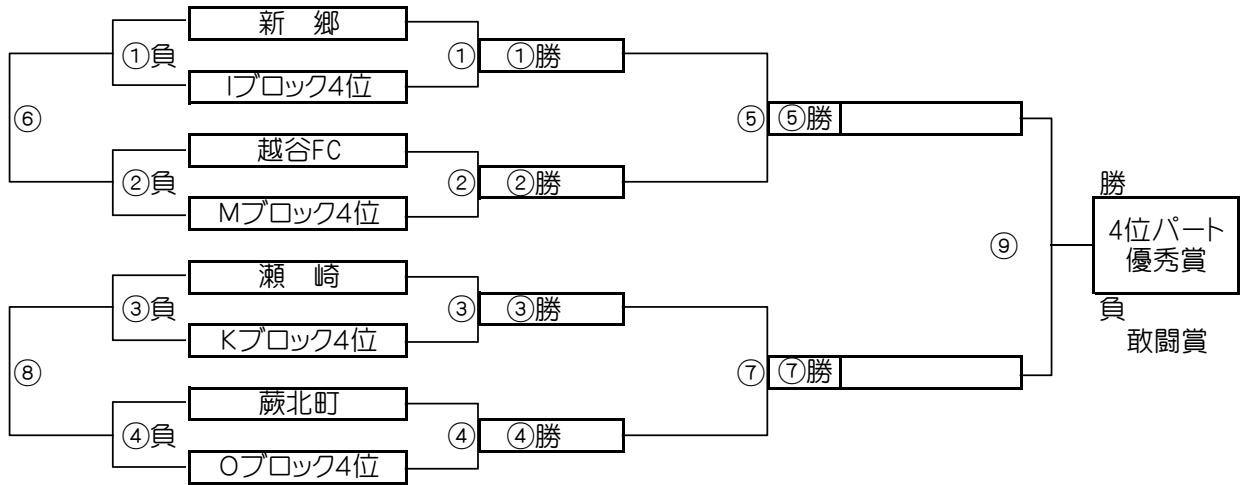 新　郷
①負
①
①勝
Iブロック4位
⑥
⑤
⑤勝
越谷FC
②負
②
②勝
Mブロック4位
勝
4位パート
優秀賞
⑨
負
敢闘賞
瀬　崎
③負
③
③勝
Kブロック4位
⑧
⑦
⑦勝
蕨北町
④負
④
④勝
Oブロック4位